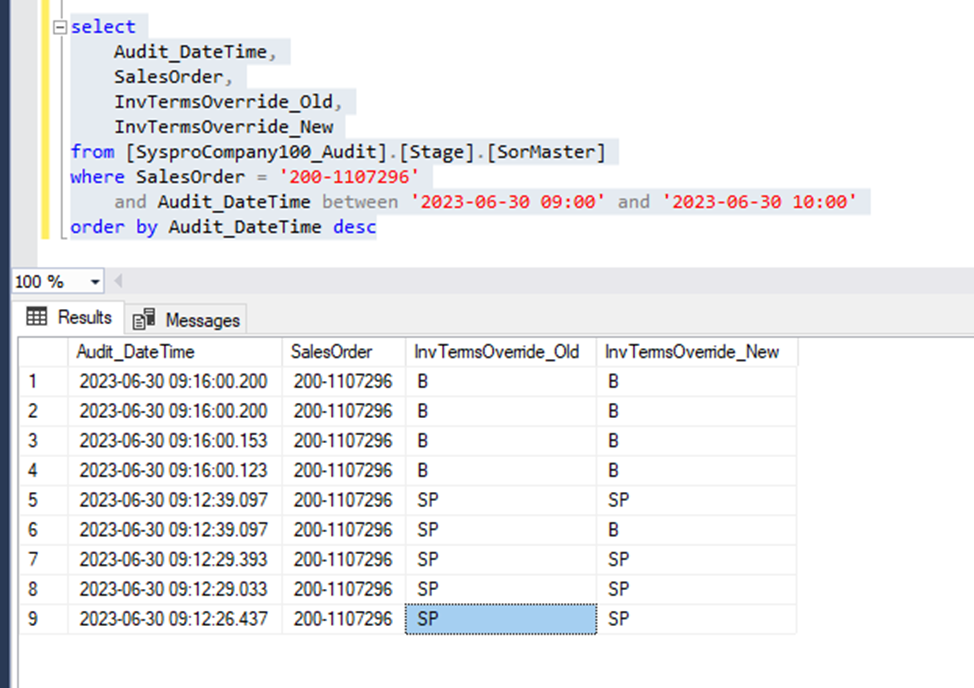 select
Audit_DateTime,
SalesOrder,
InvTermsOverride_Old,
InvTermsOverride_New
from [SysproCompany100_Audit].[Stage].[SorMaster]
where SalesOrder = '200-1107296'
and Audit_DateTime between '2023-06-30 09:00' and '2023-06-30 10:00'
order by Audit_DateTime desc
100 %
Results Messages
Audit_DateTime SalesOrder InvTermsOverride_Old InvTermsOverride_New
1 2023-06-30 09:16:00.200 200-1107296 B B
2 2023-06-30 09:16:00.200 200-1107296 B B
3 2023-06-30 09:16:00.153 200-1107296 B B
4 2023-06-30 09:16:00.123 200-1107296 B B
5 2023-06-30 09:12:39.097 200-1107296 SP SP
6 2023-06-30 09:12:39.097 200-1107296 SP B
7 2023-06-30 09:12:29.393 200-1107296 SP SP
8 2023-06-30 09:12:29.033 200-1107296 SP SP
9 2023-06-30 09:12:26.437 200-1107296 SP SP